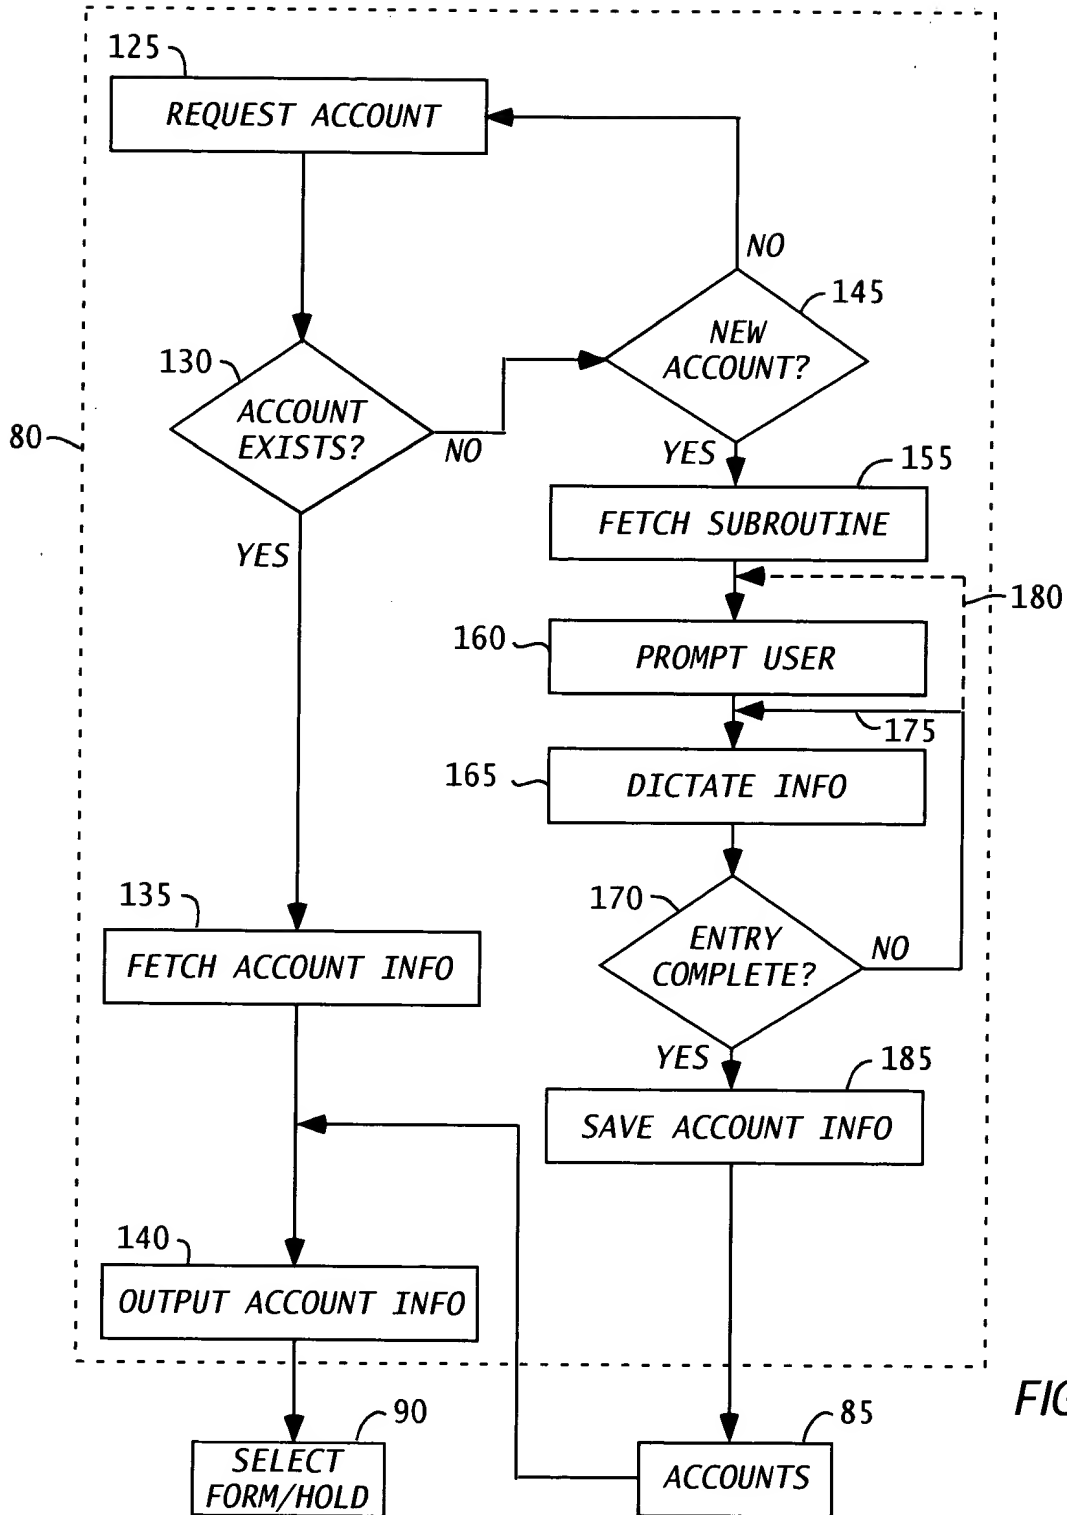 125
REQUEST ACCOUNT
NO
145
NEW
ACCOUNT?
130
ACCOUNT
EXISTS?
NO
80
YES
YES
155
FETCH SUBROUTINE
180
160
PROMPT USER
175
165
DICTATE INFO
135
170
ENTRY
COMPLETE?
NO
FETCH ACCOUNT INFO
YES
185
SAVE ACCOUNT INFO
140
OUTPUT ACCOUNT INFO
90
SELECT
FORM/HOLD
85
ACCOUNTS
FIG